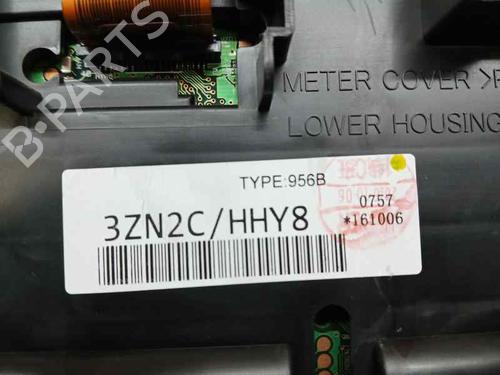 METER COVER >P
LOWER HOUSING
B-PARTS
TYPE:956B
3ZN2C/HHY8
0757
*161006